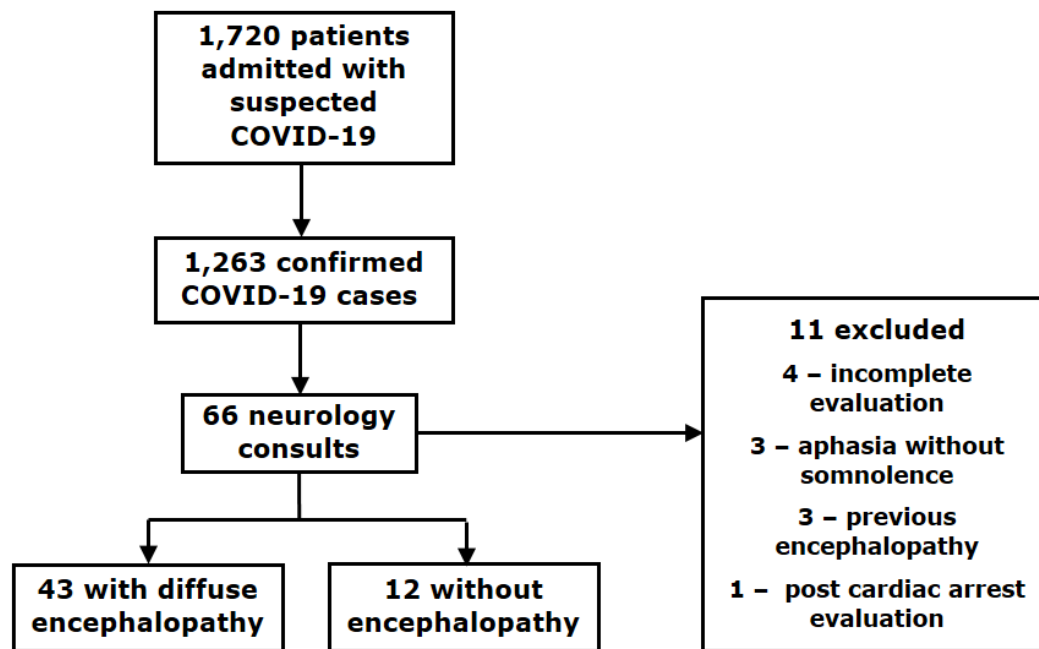 1,720 patients
admitted with
suspected
COVID-19
1,263 confirmed
COVID-19 cases
66 neurology
consults
11 excluded
4 – incomplete
evaluation
3 – aphasia without
somnolence
3 – previous
encephalopathy
1 – post cardiac arrest
evaluation
43 with diffuse
encephalopathy
12 without
encephalopathy